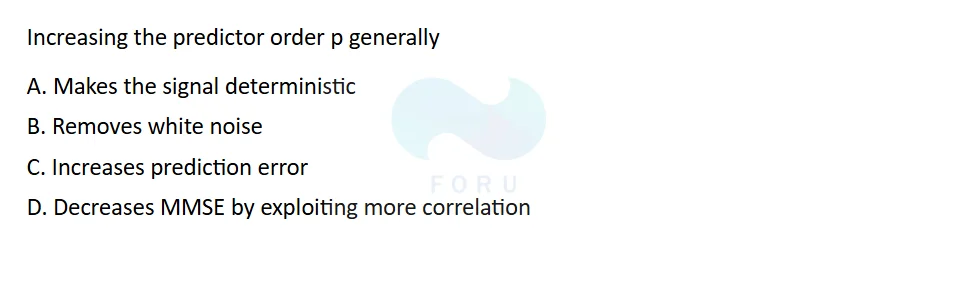 Increasing the predictor order p generally
A. Makes the signal deterministic
B. Removes white noise
C. Increases prediction error
FORU
D. Decreases MMSE by exploiting more correlation